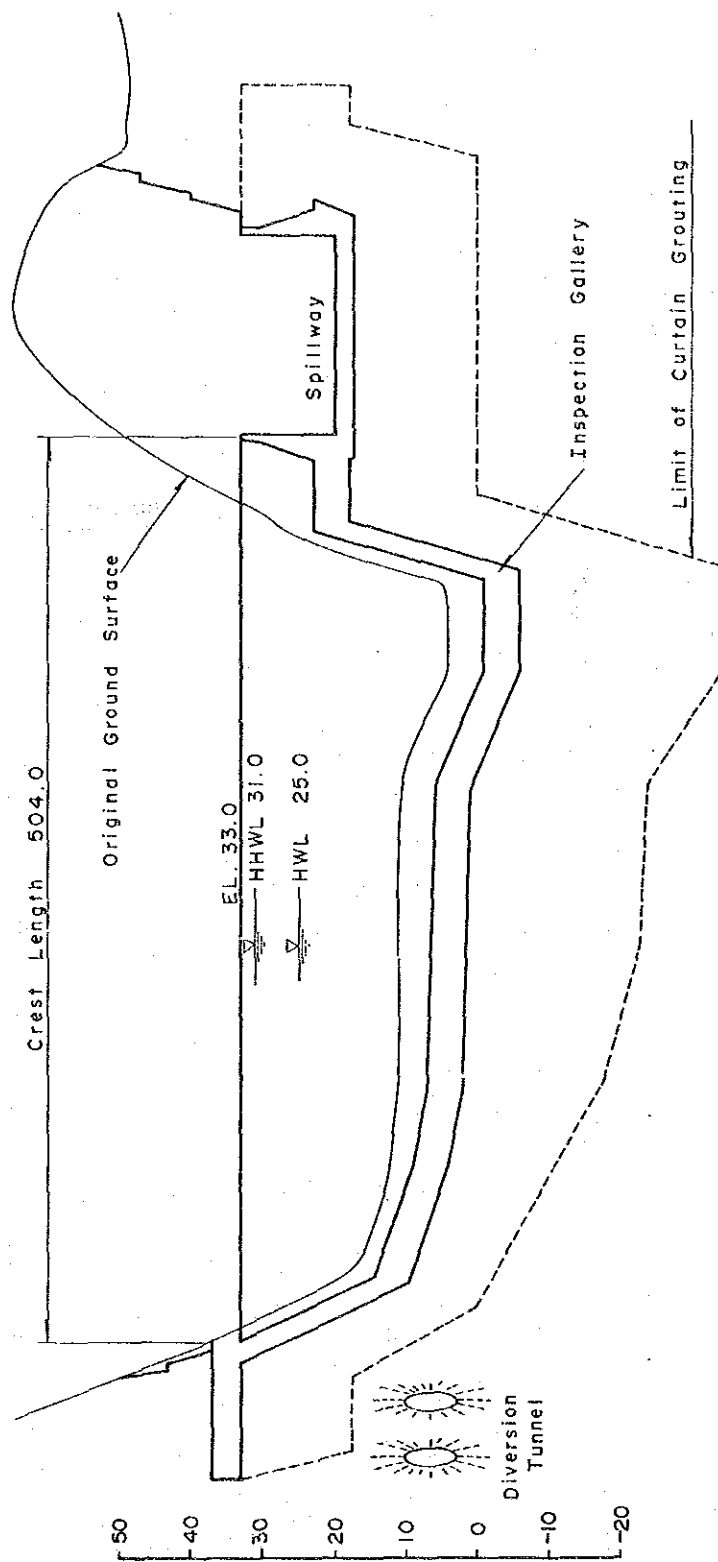 Crest Length 504.0
Original Ground Surface
EL. 33.0
HHWL 31.0
HWL 25.0
Spillway
Inspection Gallery
Limit of Curtain Grouting
Diversion
Tunnel
50
40
30
20
10
0
-10
-20